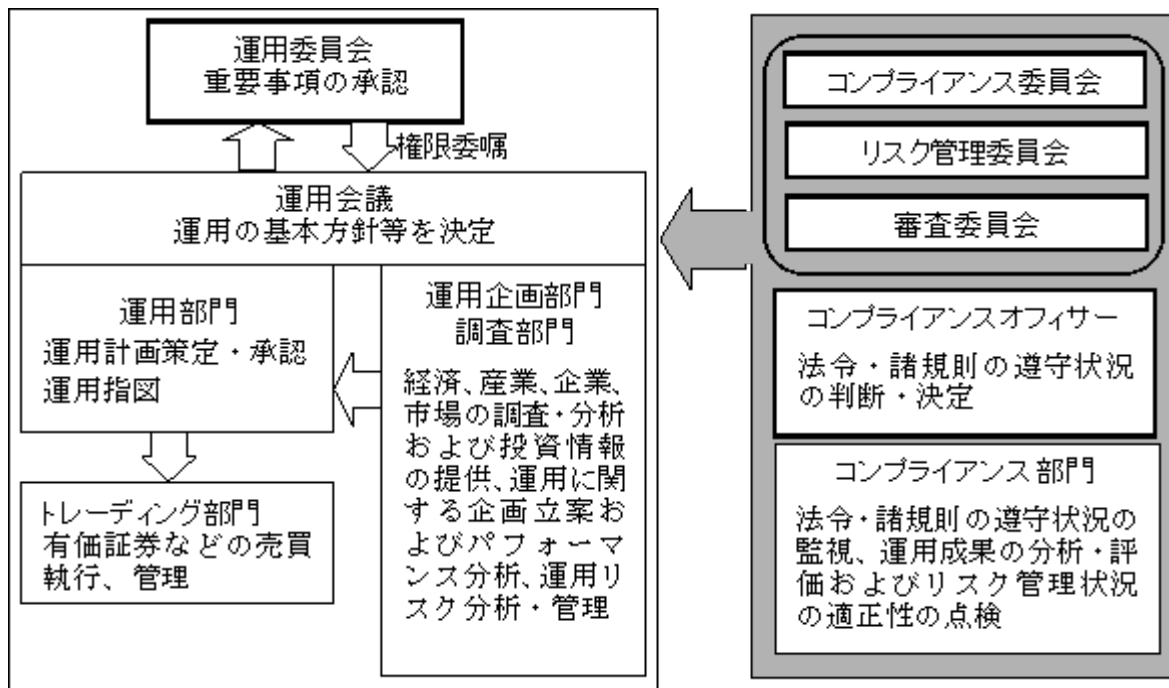 運用委員会
重要事項の承認
権限委嘱
運用会議
運用の基本方針等を決定
運用部門
運用計画策定・承認
運用指図
トレーディング部門
有価証券などの売買
執行、管理
運用企画部門
調査部門
経済、産業、企業、
市場の調査・分析
および投資情報
の提供、運用に関
する企画立案お
よびパフォーマ
ンス分析、運用リ
スク分析・管理
コンプライアンス委員会
リスク管理委員会
審査委員会
コンプライアンスオフィサー
法令・諸規則の遵守状況
の判断・決定
コンプライアンス部門
法令・諸規則の遵守状況の
監視、運用成果の分析・評
価およびリスク管理状況
の適正性の点検